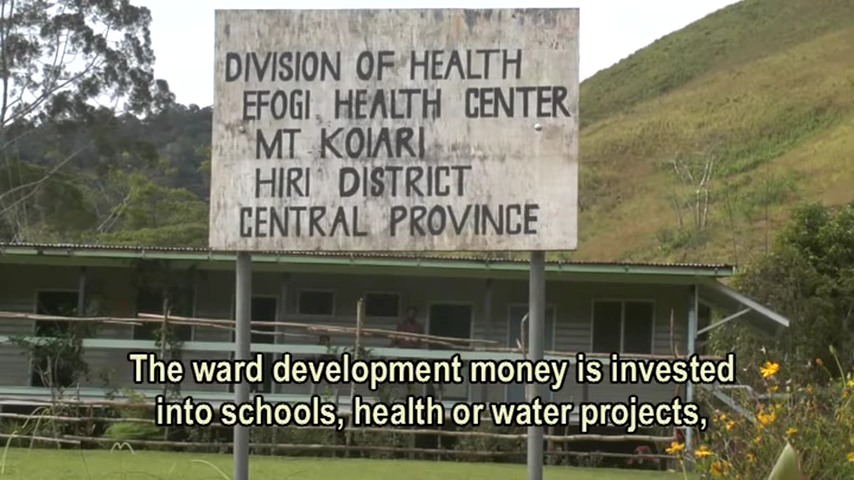 DIVISION OF HEALTH
EFOGI HEALTH CENTER
MT KOIARI
HIRI DISTRICT
CENTRAL PROVINCE
The ward development money is invested
into schools, health or water projects,